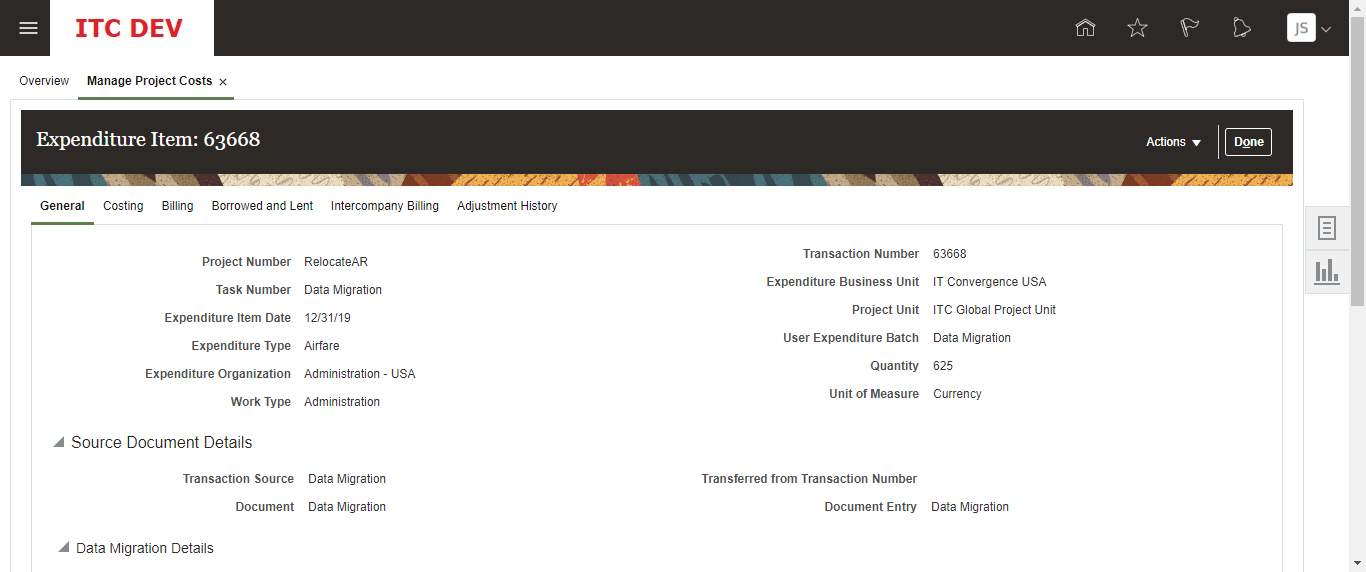 ITC DEV
JS
Overview Manage Project Costs ×
Expenditure Item: 63668
Actions ▼ Done
General Costing Billing Borrowed and Lent Intercompany Billing Adjustment History
Project Number RelocateAR
Task Number Data Migration
Expenditure Item Date 12/31/19
Expenditure Type Airfare
Expenditure Organization Administration - USA
Work Type Administration
Transaction Number 63668
Expenditure Business Unit IT Convergence USA
Project Unit ITC Global Project Unit
User Expenditure Batch Data Migration
Quantity 625
Unit of Measure Currency
Source Document Details
Transaction Source Data Migration
Document Data Migration
Transferred from Transaction Number
Document Entry Data Migration
Data Migration Details